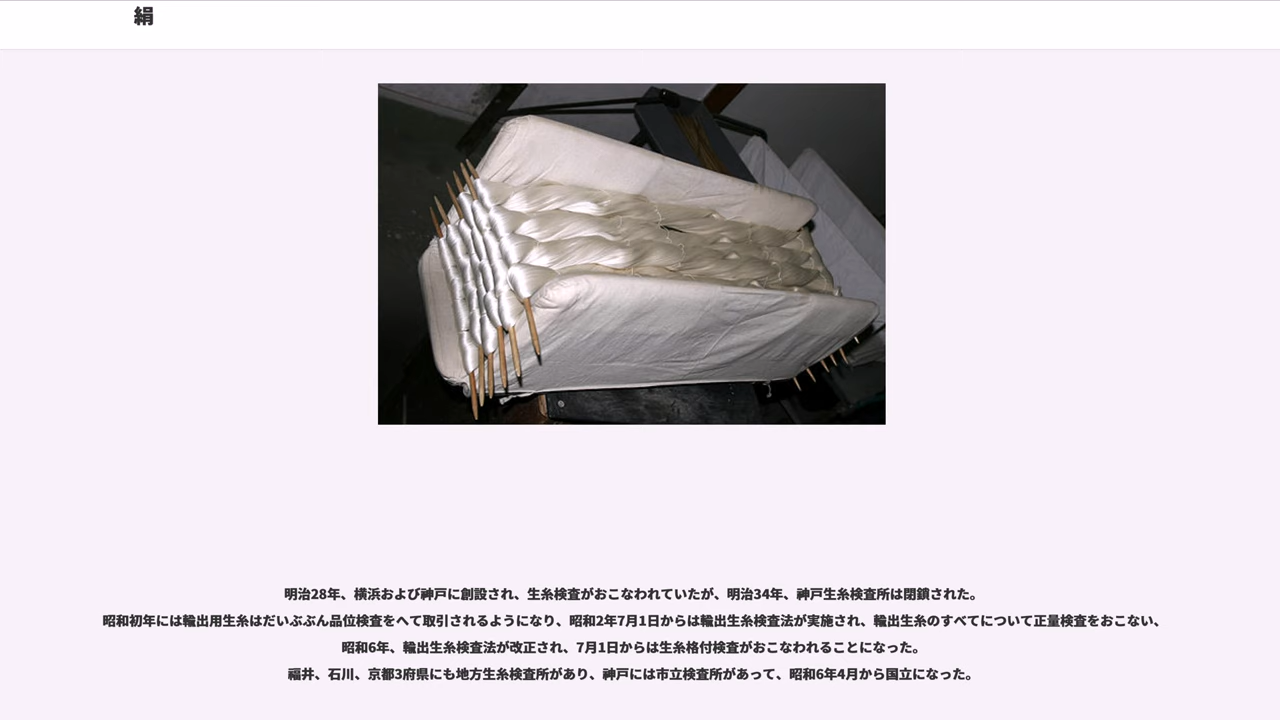 絹
明治28年、横浜および神戸に創設され、生糸検査がおこなわれていたが、明治34年、神戸生糸検査所は閉鎖された。
昭和初年には輸出用生糸はだいぶぶん品位検査をへて取引されるようになり、昭和2年7月1日からは輸出生糸検査法が実施され、輸出生糸のすべてについて正量検査をおこない、
昭和6年、輸出生糸検査法が改正され、7月1日からは生糸格付検査がおこなわれることになった。
福井、石川、京都3府県にも地方生糸検査所があり、神戸には市立検査所があって、昭和6年4月から国立になった。